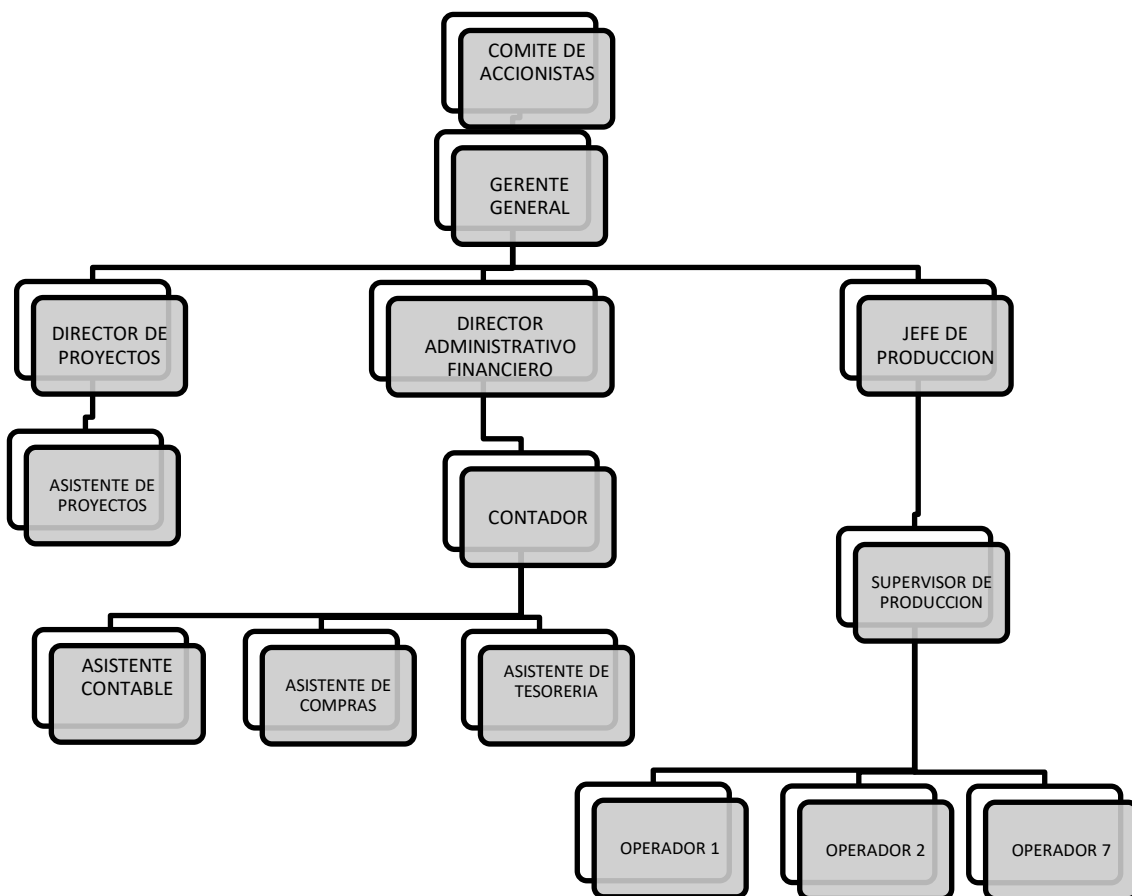 COMITE DE
ACCIONISTAS
GERENTE
GENERAL
DIRECTOR DE
PROYECTOS
DIRECTOR
ADMINISTRATIVO
FINANCIERO
JEFE DE
PRODUCCION
ASISTENTE DE
PROYECTOS
CONTADOR
SUPERVISOR DE
PRODUCCION
ASISTENTE
CONTABLE
ASISTENTE DE
COMPRAS
ASISTENTE DE
TESORERIA
OPERADOR 1
OPERADOR 2
OPERADOR 7